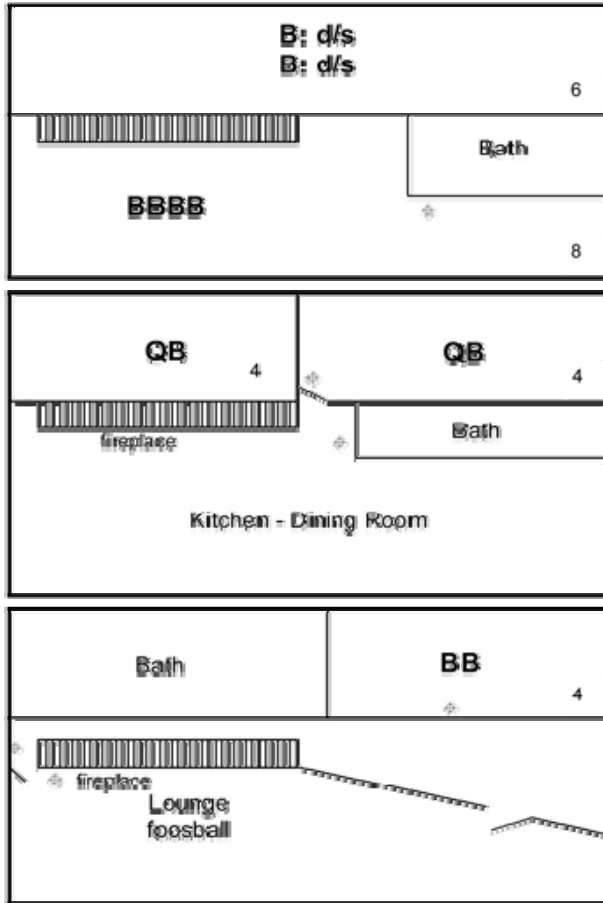 B: d/s
B: d/s
6
Bath
BBBB
8
QB
4
QB
4
fireplace
Bath
Kitchen - Dining Room
Bath
BB
4
fireplace
Lounge
foosball